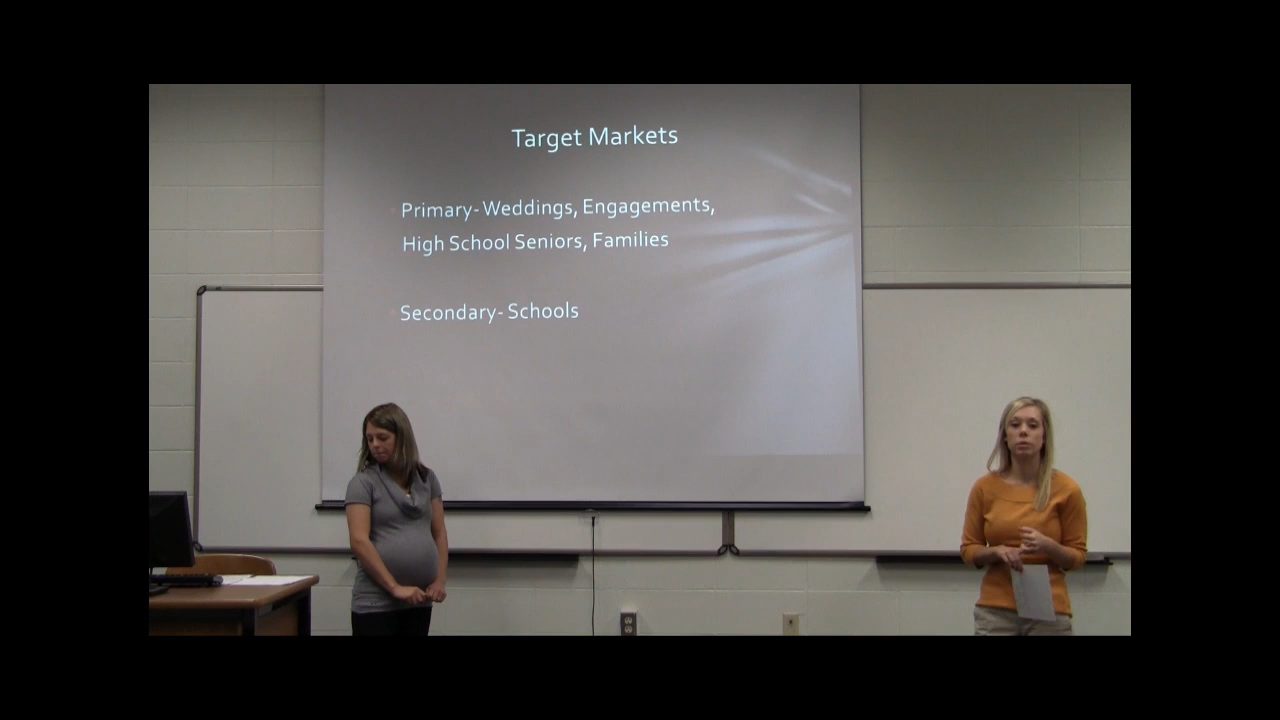 Target Markets
Primary- Weddings, Engagements,
High School Seniors, Families
Secondary- Schools